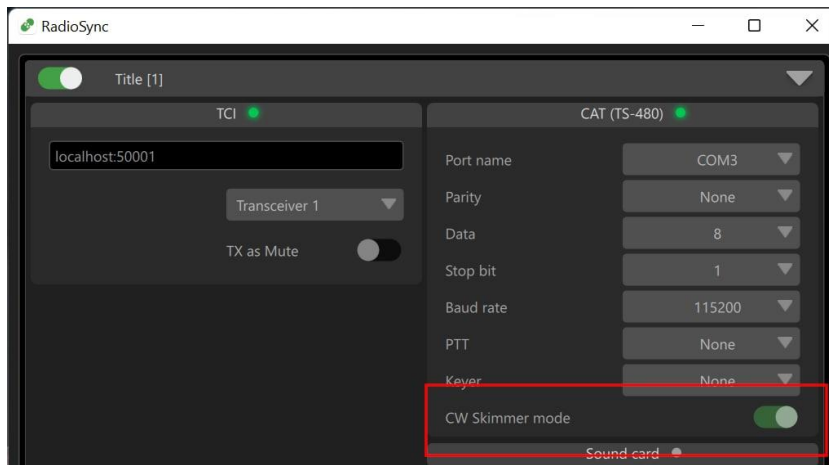 RadioSync
Title [1]
TCI
localhost:50001
Transceiver 1
TX as Mute
CAT (TS-480)
Port name COM3
Parity None
Data 8
Stop bit 1
Baud rate 115200
PTT None
Keyer None
CW Skimmer mode
Sound card